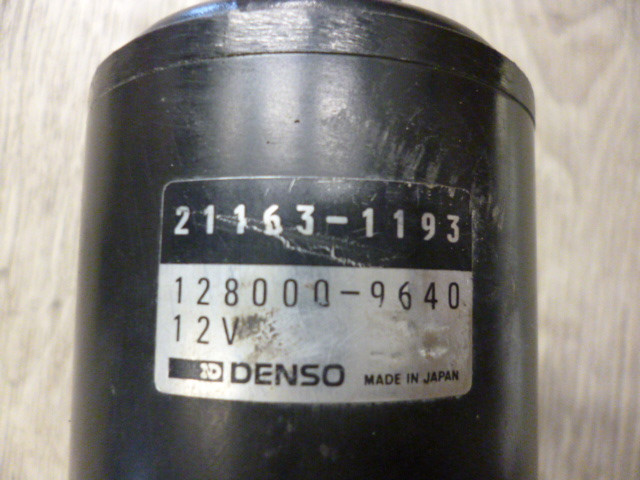 21163-1193
128000-9640
12V
DENSO MADE IN JAPAN